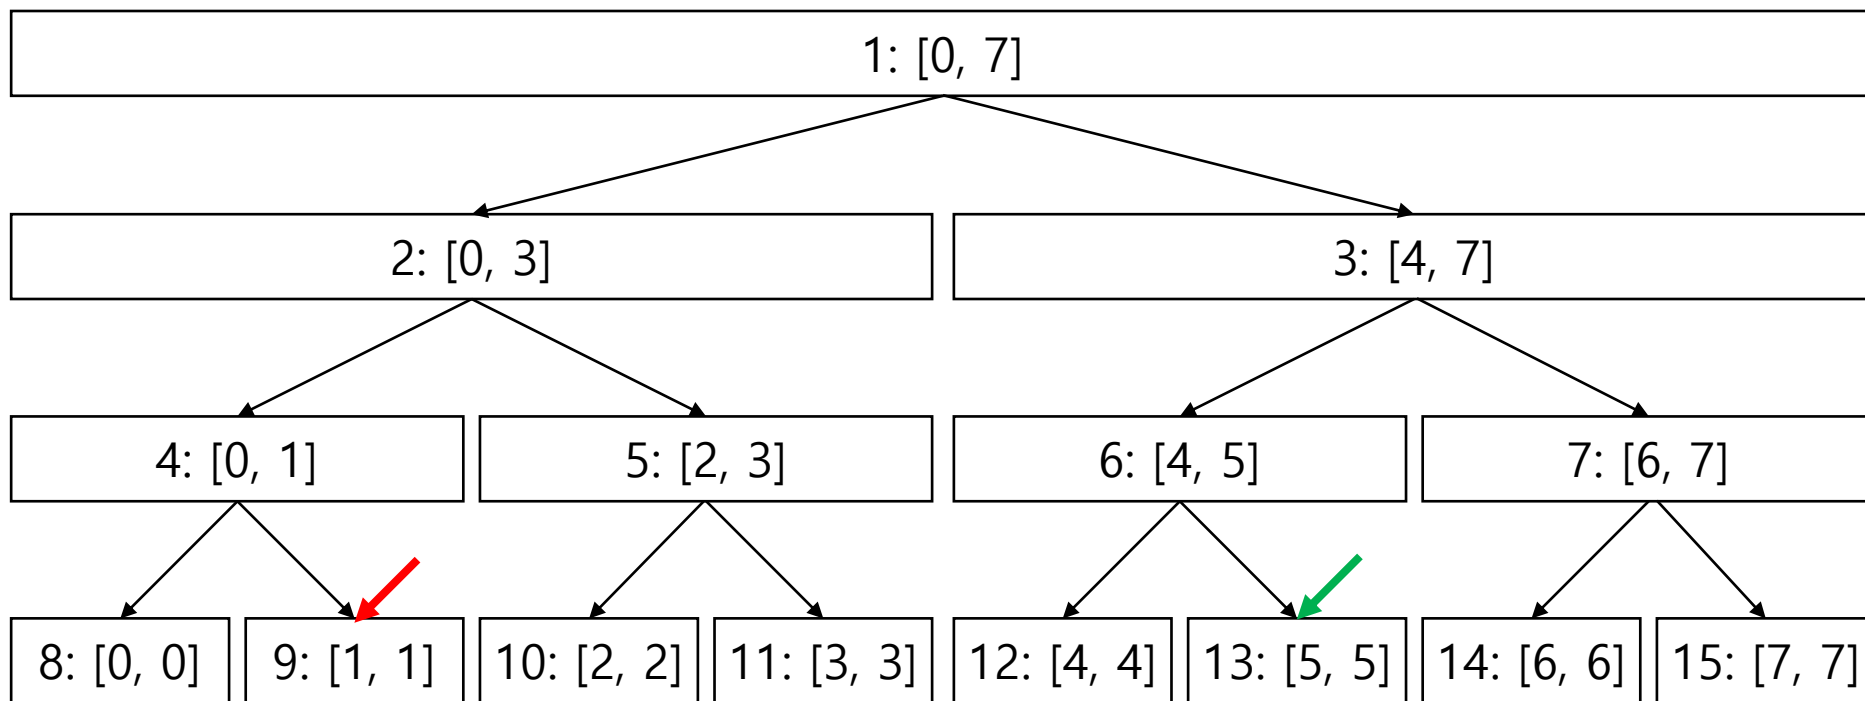 1: [0, 7]
2: [0, 3] 3: [4, 7]
4: [0, 1] 5: [2, 3] 6: [4, 5] 7: [6, 7]
8: [0, 0] 9: [1, 1] 10: [2, 2] 11: [3, 3] 12: [4, 4] 13: [5, 5] 14: [6, 6] 15: [7, 7]